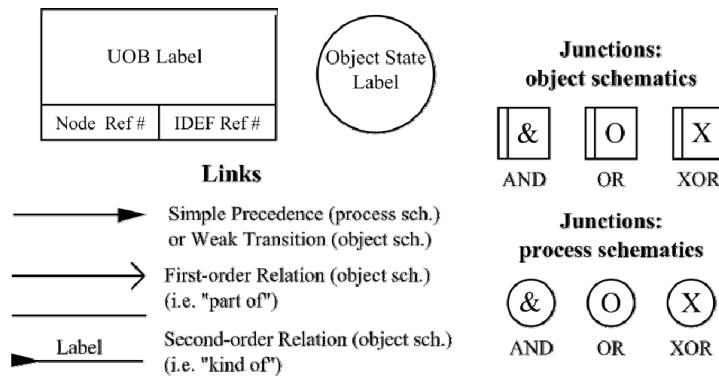 UOB Label
Node Ref #
IDEF Ref #
Object State
Label
Links
Simple Precedence (process sch.)
or Weak Transition (object sch.)
First-order Relation (object sch.)
(i.e. "part of")
Label
Second-order Relation (object sch.)
(i.e. "kind of")
Junctions:
object schematics
& O X
AND OR XOR
Junctions:
process schematics
& O X
AND OR XOR